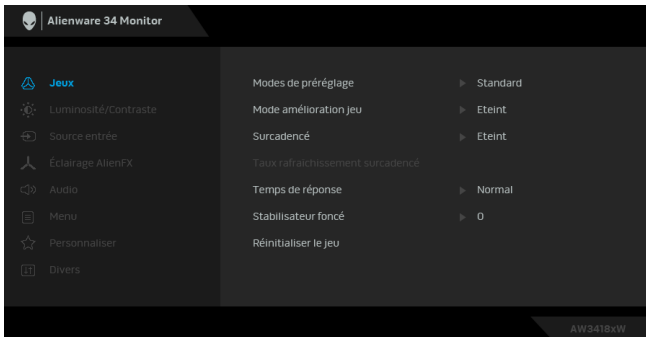 Alienware 34 Monitor
Jeux
Modes de préréglage Standard
Luminosité/Contraste
Mode amélioration jeu Eteint
Source entrée
Surcadencé Eteint
Éclairage AlienFX
Taux rafraîchissement surcadencé
Audio
Temps de réponse Normal
Menu
Stabilisateur foncé 0
Personnaliser
Réinitialiser le jeu
Divers
AW3418xW